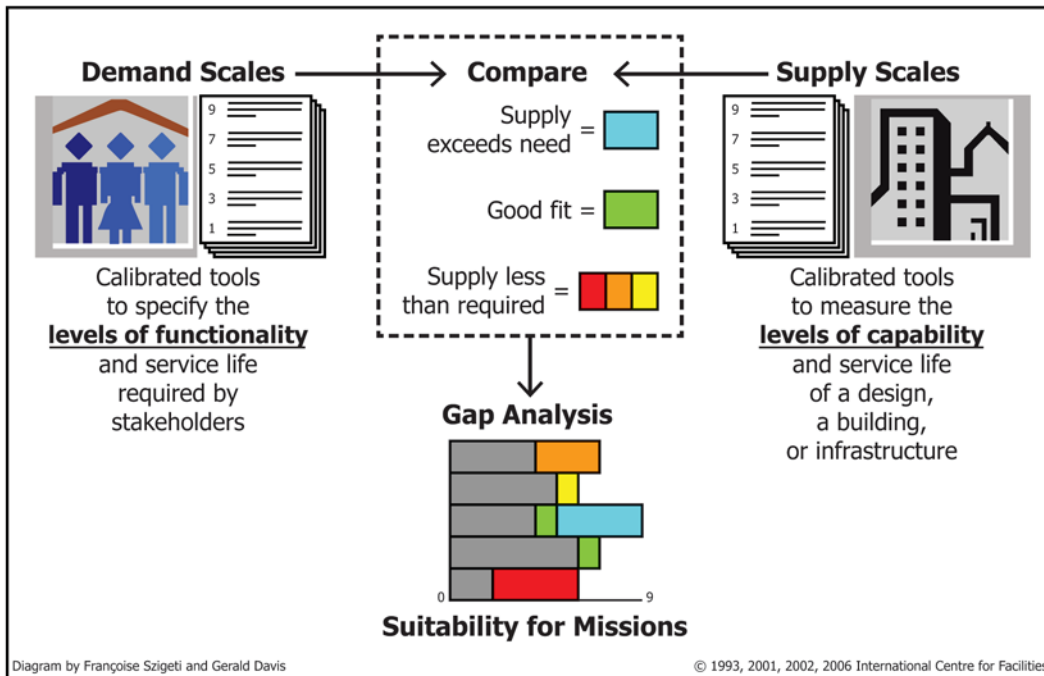 Demand Scales
9
7
5
3
1
Calibrated tools
to specify the
levels of functionality
and service life
required by
stakeholders
Compare
Supply
exceeds need =
Good fit =
Supply less
than required =
Supply Scales
9
7
5
3
1
Calibrated tools
to measure the
levels of capability
and service life
of a design,
a building,
or infrastructure
Gap Analysis
0 9
Suitability for Missions
Diagram by Françoise Szigeti and Gerald Davis
© 1993, 2001, 2002, 2006 International Centre for Facilities